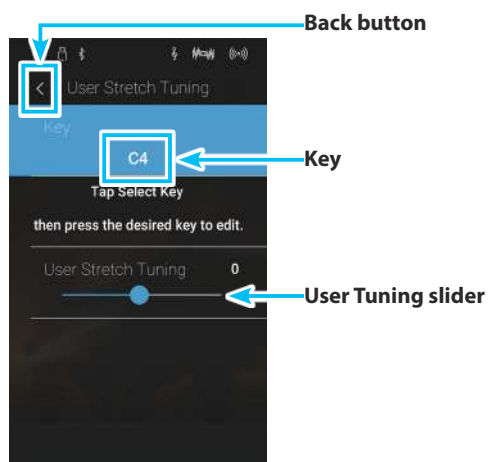 Back button
< User Stretch Tuning
Key
C4
Key
Tap Select Key
then press the desired key to edit.
User Stretch Tuning 0
User Tuning slider